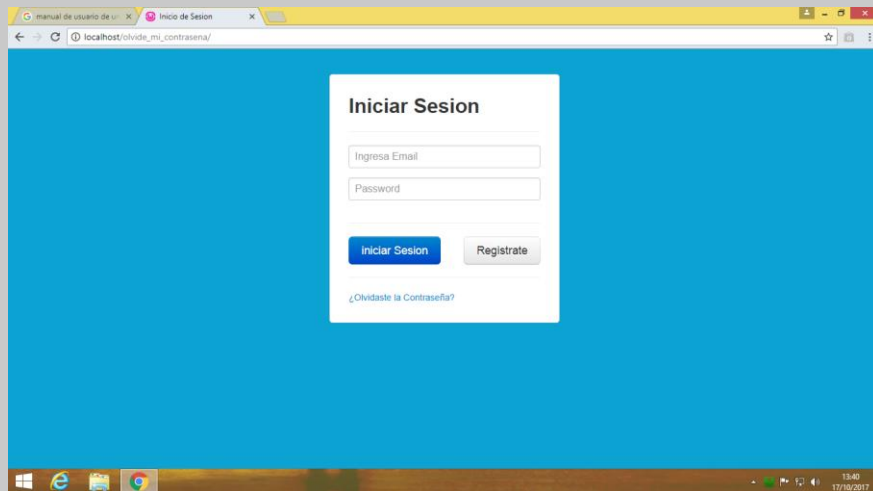 manual de usuario de u
Inicio de Sesion
localhost/olvide_mi_contrasena/
Iniciar Sesion
Ingresa Email
Password
Iniciar Sesion
Registrate
¿Olvidaste la Contraseña?
13:40
17/10/2017